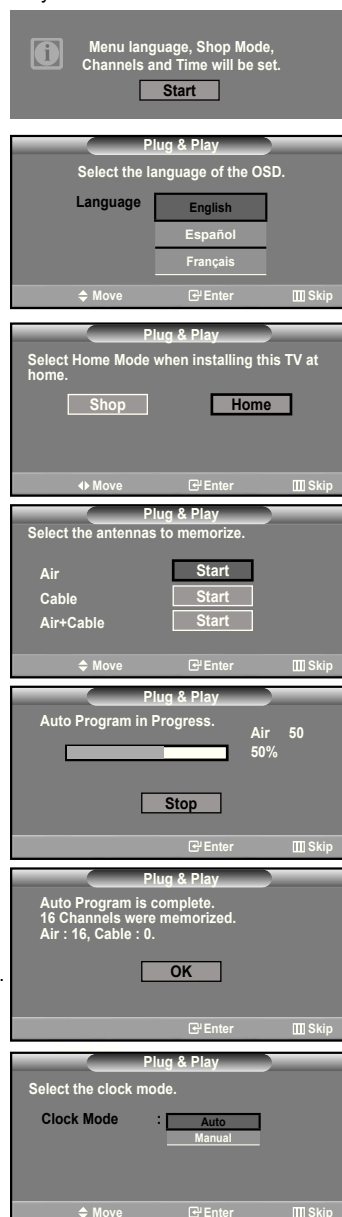 Menu language, Shop Mode,
Channels and Time will be set.
Start
Plug & Play
Select the language of the OSD.
Language
English
Español
Français
Move Enter Skip
Plug & Play
Select Home Mode when installing this TV at
home.
Shop Home
Move Enter Skip
Plug & Play
Select the antennas to memorize.
Air Start
Cable Start
Air+Cable Start
Move Enter Skip
Plug & Play
Auto Program in Progress.
Air 50
50%
Stop
Enter Skip
Plug & Play
Auto Program is complete.
16 Channels were memorized.
Air : 16, Cable : 0.
OK
Enter Skip
Plug & Play
Select the clock mode.
Clock Mode : Auto
Manual
Move Enter Skip